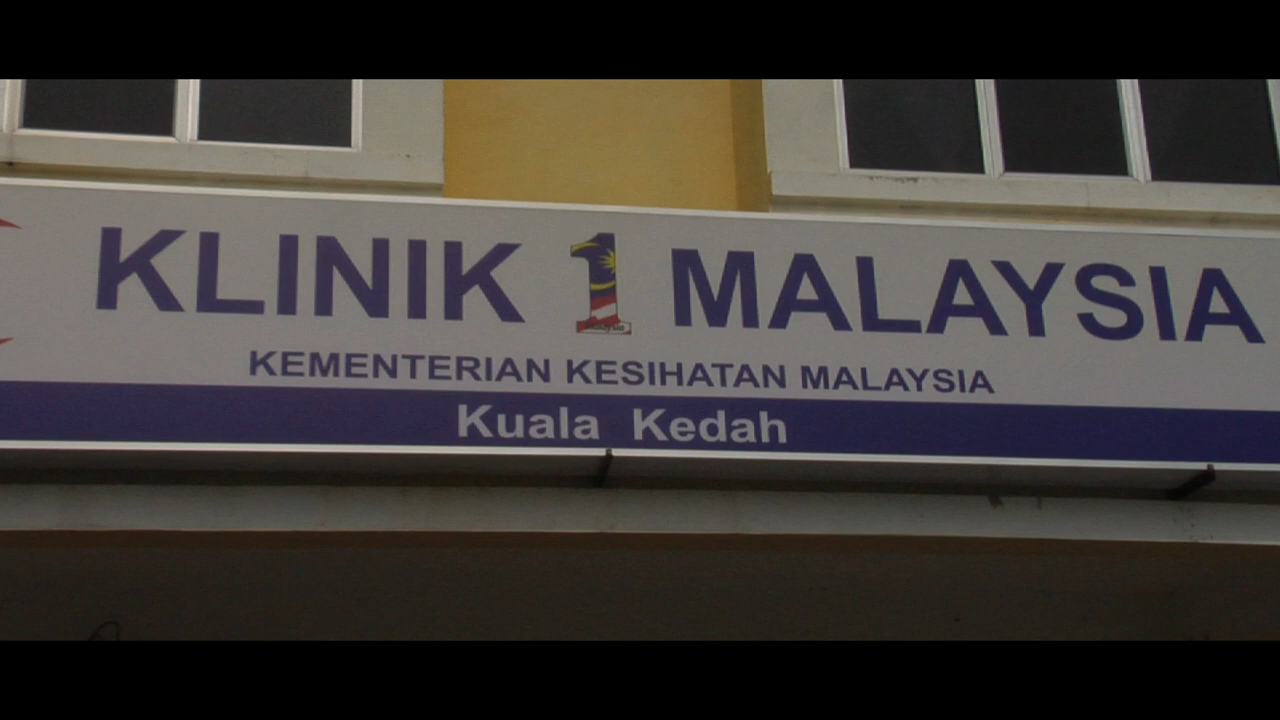 KLINIK 1 MALAYSIA
KEMENTERIAN KESIHATAN MALAYSIA
Kuala Kedah